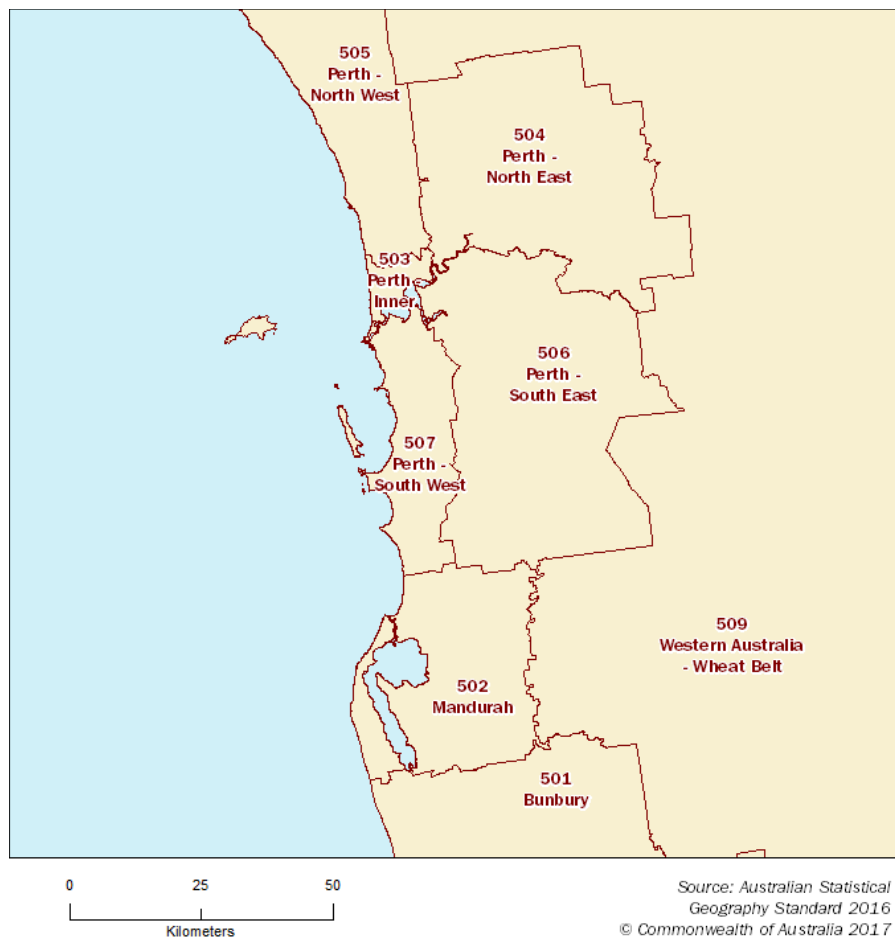 505
Perth -
North West
504
Perth -
North East
503
Perth -
Inner
506
Perth -
South East
507
Perth -
South West
509
Western Australia
- Wheat Belt
502
Mandurah
501
Bunbury
0 25 50
Kilometers
Source: Australian Statistical
Geography Standard 2016
© Commonwealth of Australia 2017